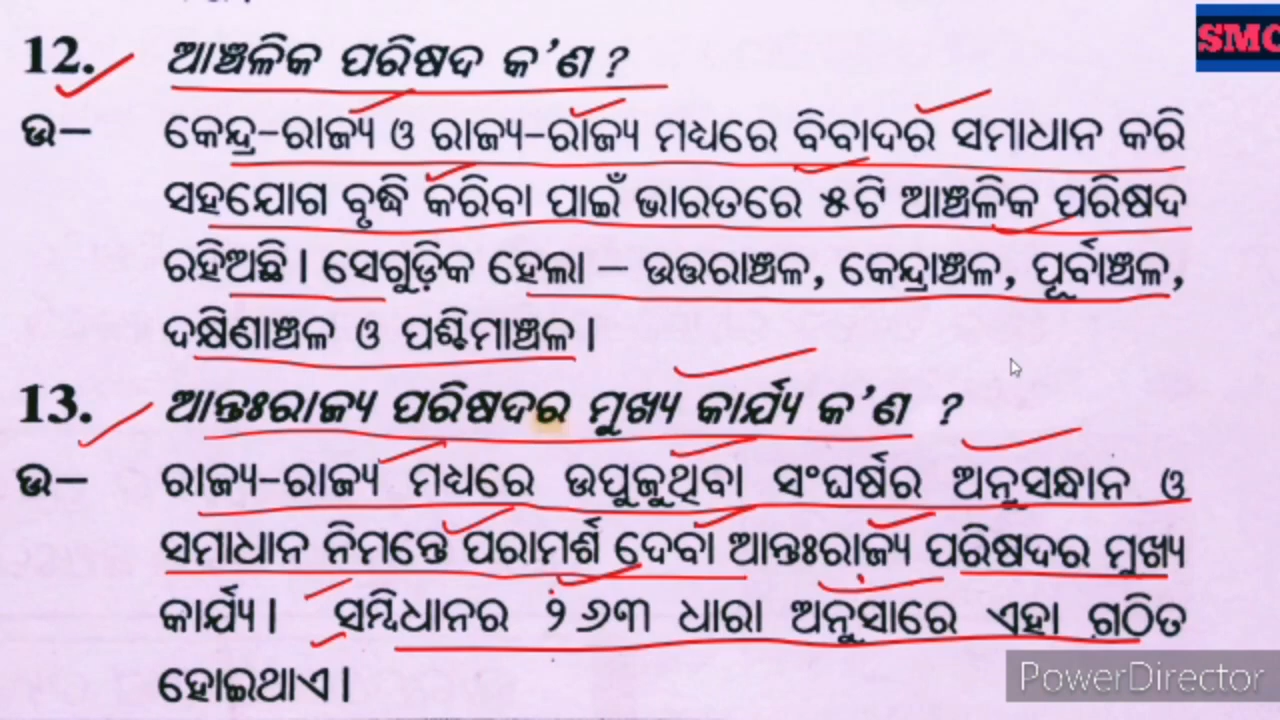 SMC
12. ଆଞ୍ଚଳିକ ପରିଷଦ କ'ଣ ?
ଉ– କେନ୍ଦ୍ର-ରାଜ୍ୟ ଓ ରାଜ୍ୟ-ରାଜ୍ୟ ମଧ୍ୟରେ ବିବାଦର ସମାଧାନ କରି
ସହଯୋଗ ବୃଦ୍ଧି କରିବା ପାଇଁ ଭାରତରେ ୫ଟି ଆଞ୍ଚଳିକ ପରିଷଦ
ରହିଅଛି । ସେଗୁଡ଼ିକ ହେଲା – ଉତ୍ତରାଞ୍ଚଳ, କେନ୍ଦ୍ରାଞ୍ଚଳ, ପୂର୍ବାଞ୍ଚଳ,
ଦକ୍ଷିଣାଞ୍ଚଳ ଓ ପଶ୍ଚିମାଞ୍ଚଳ ।
13. ଆନ୍ତଃରାଜ୍ୟ ପରିଷଦର ମୁଖ୍ୟ କାର୍ଯ୍ୟ କ'ଣ ?
ଉ– ରାଜ୍ୟ-ରାଜ୍ୟ ମଧ୍ୟରେ ଉପୁଜୁଥିବା ସଂଘର୍ଷର ଅନୁସନ୍ଧାନ ଓ
ସମାଧାନ ନିମନ୍ତେ ପରାମର୍ଶ ଦେବା ଆନ୍ତଃରାଜ୍ୟ ପରିଷଦର ମୁଖ୍ୟ
କାର୍ଯ୍ୟ । ସମ୍ବିଧାନର ୨୬୩ ଧାରା ଅନୁସାରେ ଏହା ଗଠିତ
ହୋଇଥାଏ ।
PowerDirector